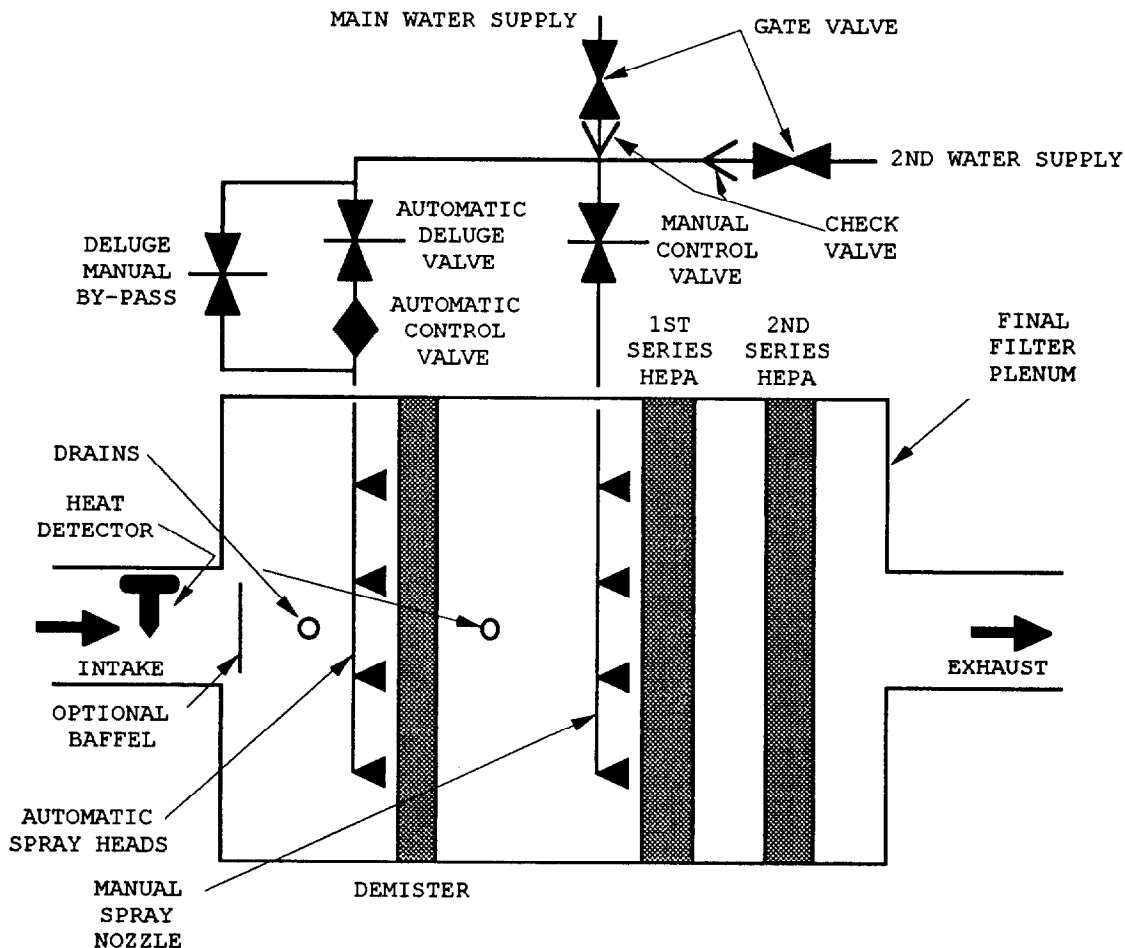 MAIN WATER SUPPLY
GATE VALVE
2ND WATER SUPPLY
AUTOMATIC
DELUGE
VALVE
MANUAL
CONTROL
VALVE
CHECK
VALVE
DELUGE
MANUAL
BY-PASS
AUTOMATIC
CONTROL
VALVE
1ST
SERIES
HEPA
2ND
SERIES
HEPA
FINAL
FILTER
PLENUM
DRAINS
HEAT
DETECTOR
INTAKE
EXHAUST
OPTIONAL
BAFFEL
AUTOMATIC
SPRAY HEADS
MANUAL
SPRAY
NOZZLE
DEMISTER